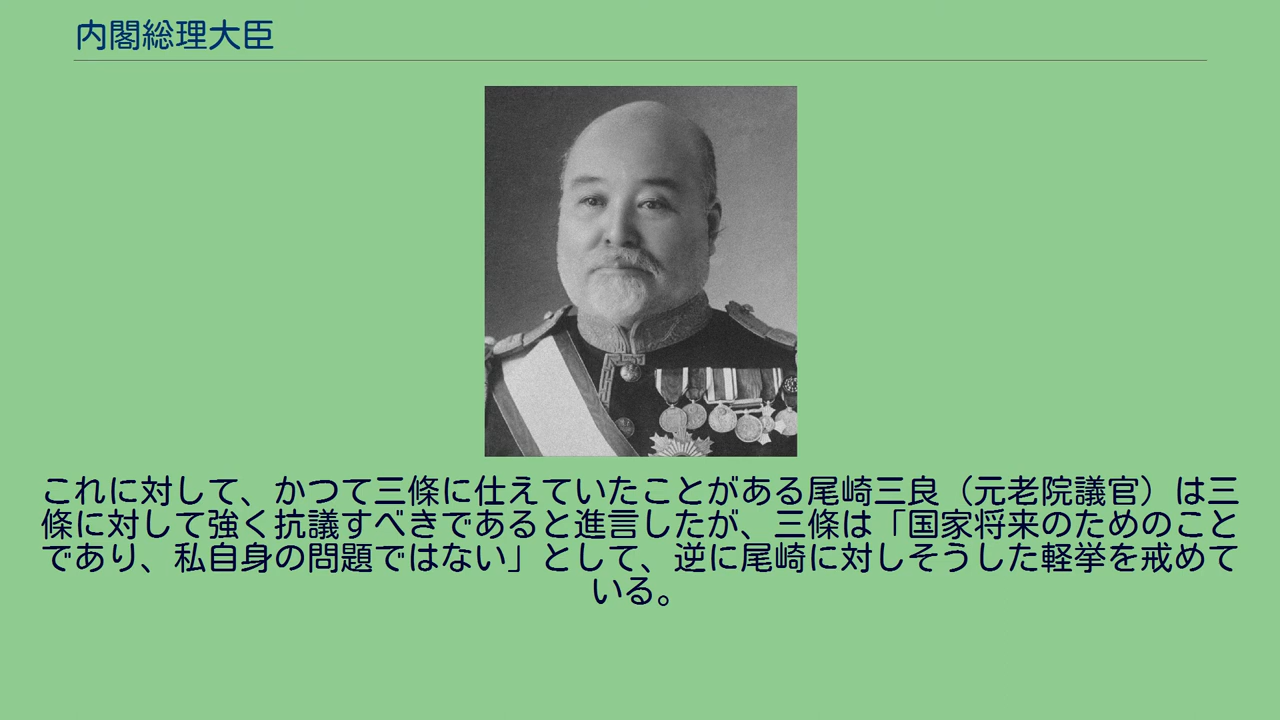 内閣総理大臣
これに対して、かつて三條に仕えていたことがある尾崎三良（元老院議官）は三
條に対して強く抗議すべきであると進言したが、三條は「国家将来のためのこと
であり、私自身の問題ではない」として、逆に尾崎に対しそうした軽挙を戒めて
いる。